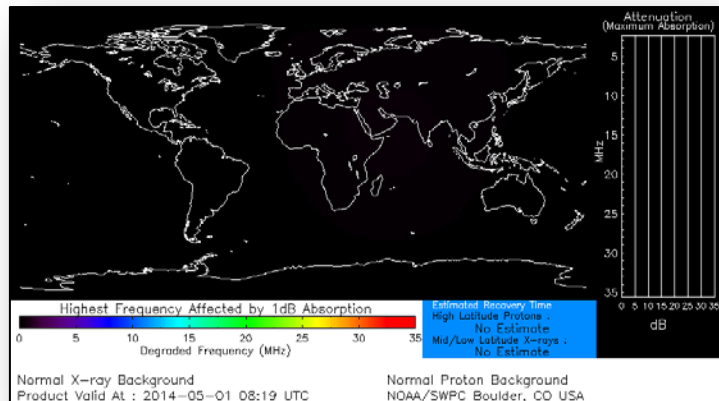 Attenuation
(Maximum Absorption)
5
10
15
20
25
30
35
MHz
0 5 10 15 20 25 30 35
dB
Highest Frequency Affected by 1dB Absorption
0 5 10 15 20 25 30 35
Degraded Frequency (MHz)
Estimated Recovery Time
High Latitude Protons :
No Estimate
Mid/Low Latitude X-rays :
No Estimate
Normal X-ray Background
Product Valid At : 2014-05-01 08:19 UTC
Normal Proton Background
NOAA/SWPC Boulder, CO USA